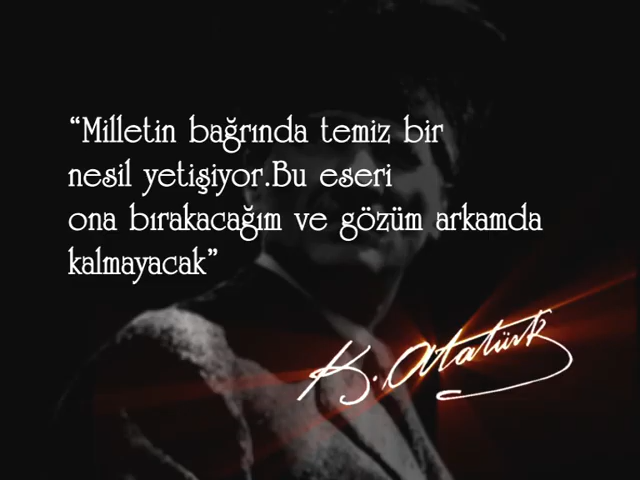 “Milletin bağrında temiz bir
nesil yetişiyor.Bu eseri
ona bırakacağım ve gözüm arkamda
kalmayacak”
K. Atatürk